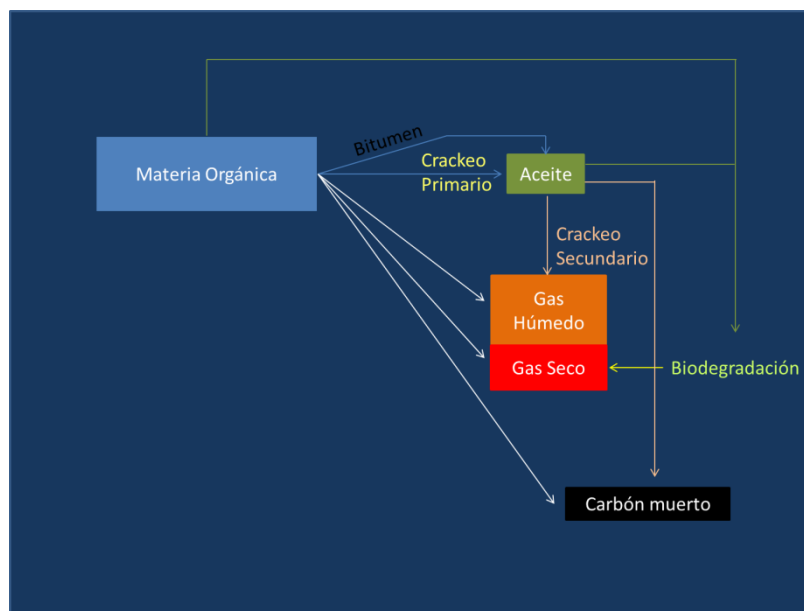 Bitumen
Materia Orgánica
Crackeo
Primario
Aceite
Crackeo
Secundario
Gas
Húmedo
Gas Seco
Biodegradación
Carbón muerto